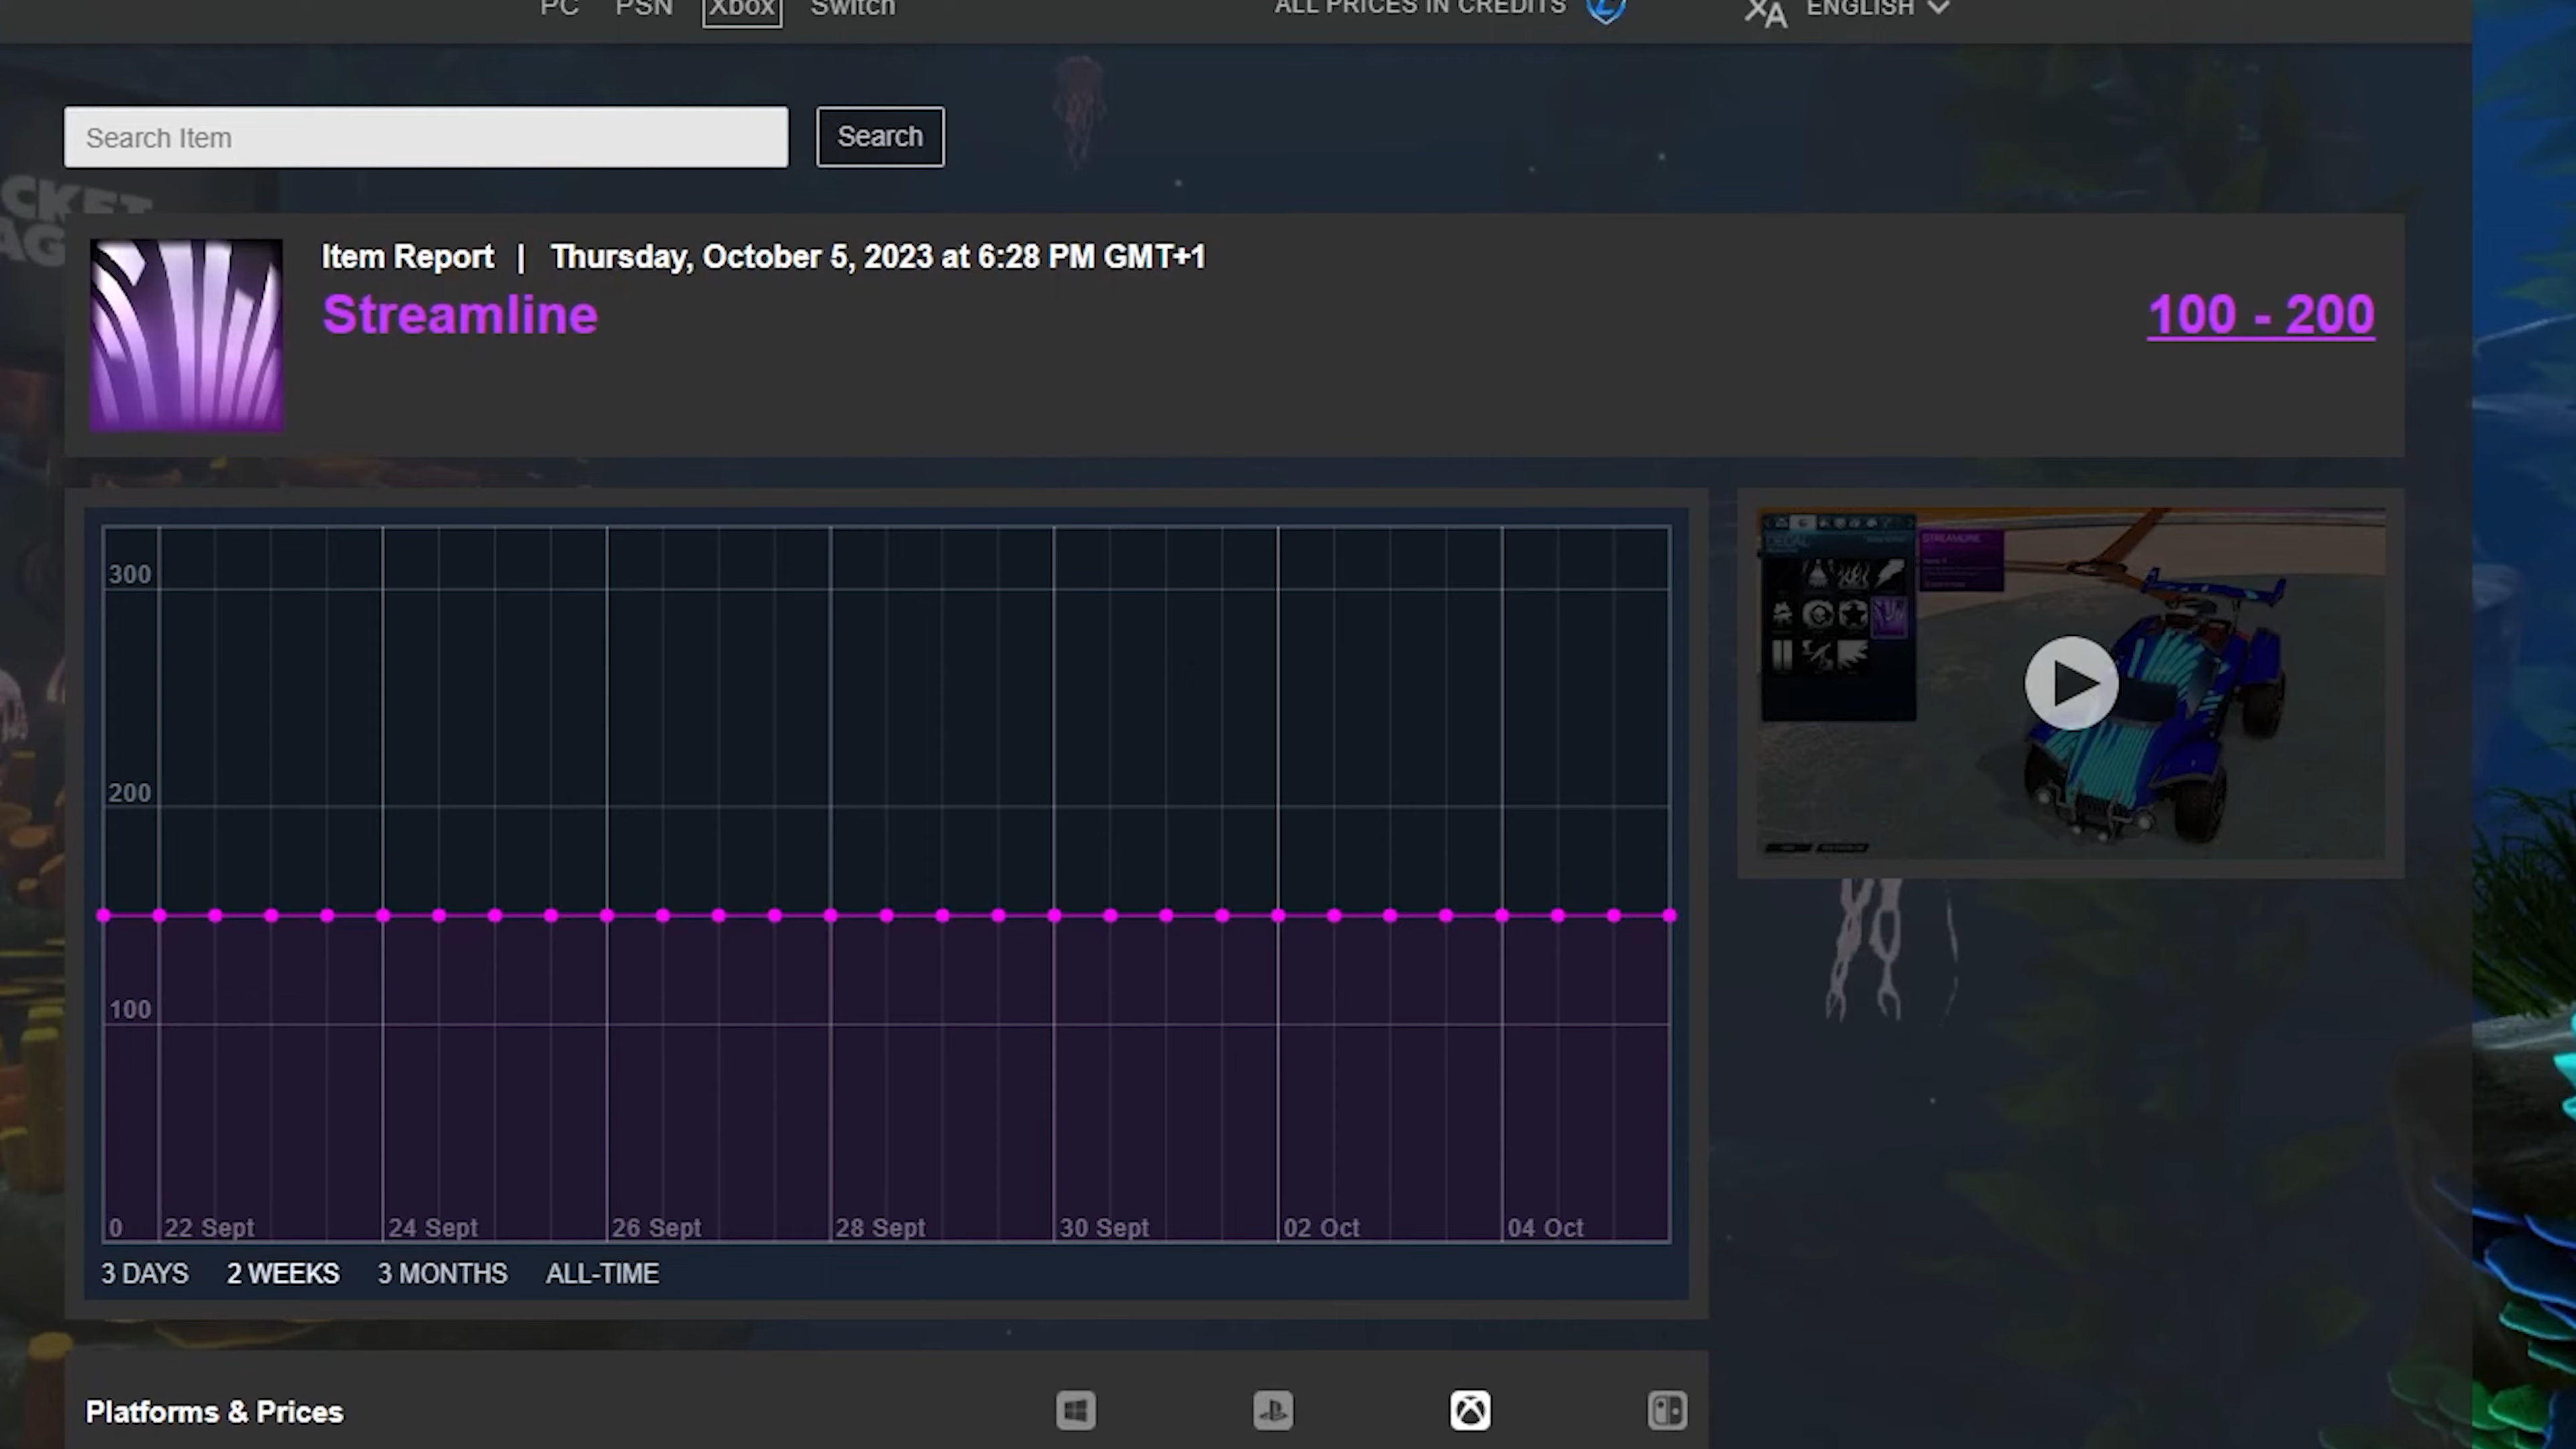 PC PSN Xbox Switch ALL PRICES IN CREDITS ENGLISH
Search Item Search
Item Report | Thursday, October 5, 2023 at 6:28 PM GMT+1
Streamline 100 - 200
DECAL STREAMLINE
300
200
100
0 22 Sept 24 Sept 26 Sept 28 Sept 30 Sept 02 Oct 04 Oct
3 DAYS 2 WEEKS 3 MONTHS ALL-TIME
Platforms & Prices